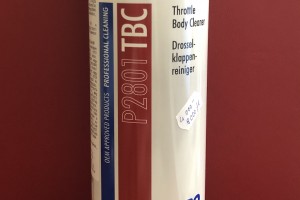 OEM APPROVED PRODUCTS PROFESSIONAL CLEANING
P2801 TBC
Throttle
Body Cleaner
Drossel-
klappen-
reiniger